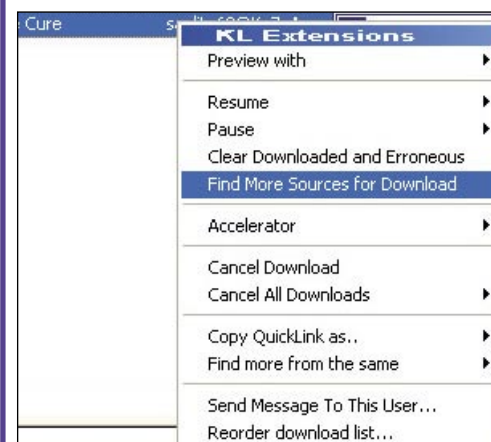 Cure
KL Extensions
Preview with
Resume
Pause
Clear Downloaded and Erroneous
Find More Sources for Download
Accelerator
Cancel Download
Cancel All Downloads
Copy QuickLink as..
Find more from the same
Send Message To This User...
Reorder download list...